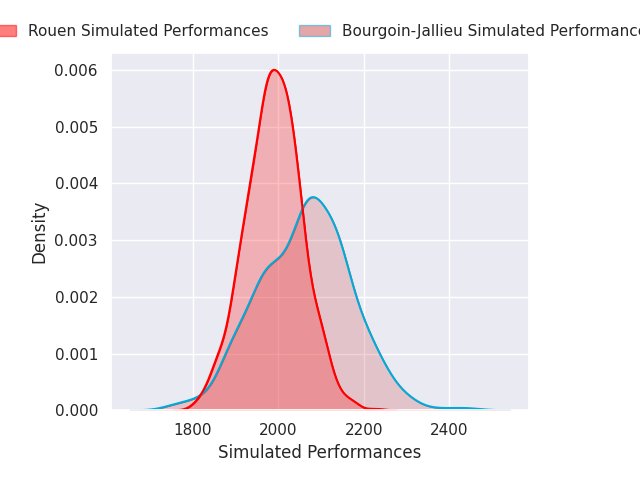 Rouen Simulated Performances
Bourgoin-Jallieu Simulated Performance
0.006
0.005
0.004
0.003
0.002
0.001
0.000
Density
1800 2000 2200 2400
Simulated Performances